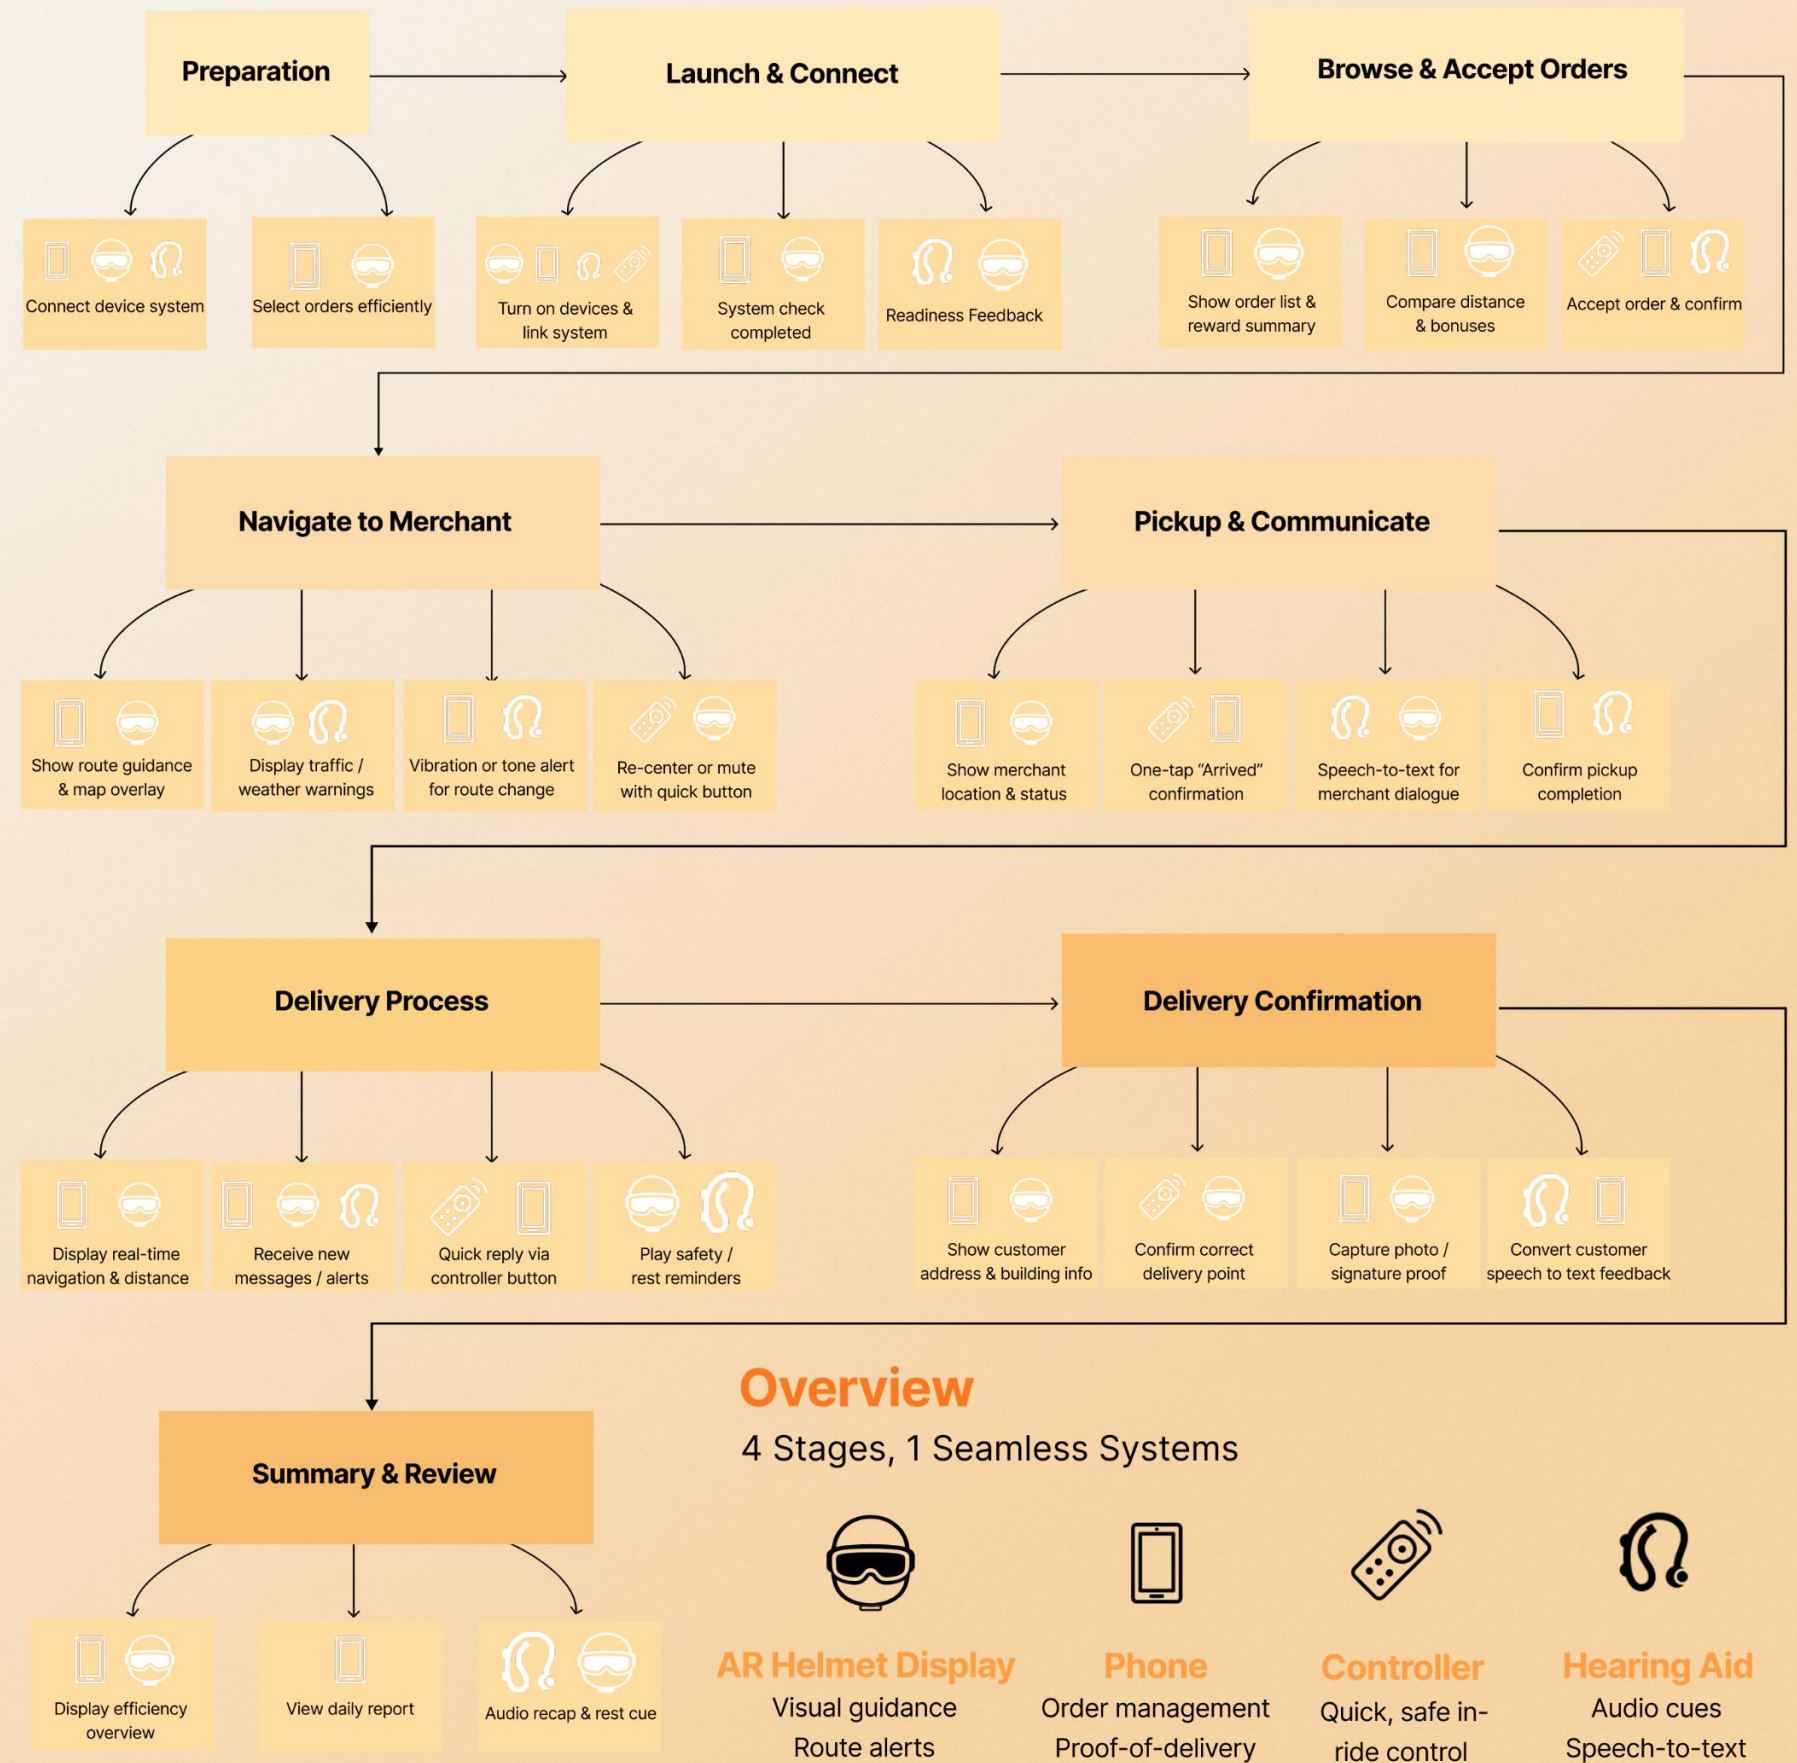 Preparation
Launch & Connect
Browse & Accept Orders
Connect device system
Select orders efficiently
Turn on devices &
link system
System check
completed
Readiness Feedback
Show order list &
reward summary
Compare distance
& bonuses
Accept order & confirm
Navigate to Merchant
Pickup & Communicate
Show route guidance
& map overlay
Display traffic /
weather warnings
Vibration or tone alert
for route change
Re-center or mute
with quick button
Show merchant
location & status
One-tap “Arrived”
confirmation
Speech-to-text for
merchant dialogue
Confirm pickup
completion
Delivery Process
Delivery Confirmation
Display real-time
navigation & distance
Receive new
messages / alerts
Quick reply via
controller button
Play safety /
rest reminders
Show customer
address & building info
Confirm correct
delivery point
Capture photo /
signature proof
Convert customer
speech to text feedback
Summary & Review
Display efficiency
overview
View daily report
Audio recap & rest cue
Overview
4 Stages, 1 Seamless Systems
AR Helmet Display
Visual guidance
Route alerts
Phone
Order management
Proof-of-delivery
Controller
Quick, safe in-
ride control
Hearing Aid
Audio cues
Speech-to-text